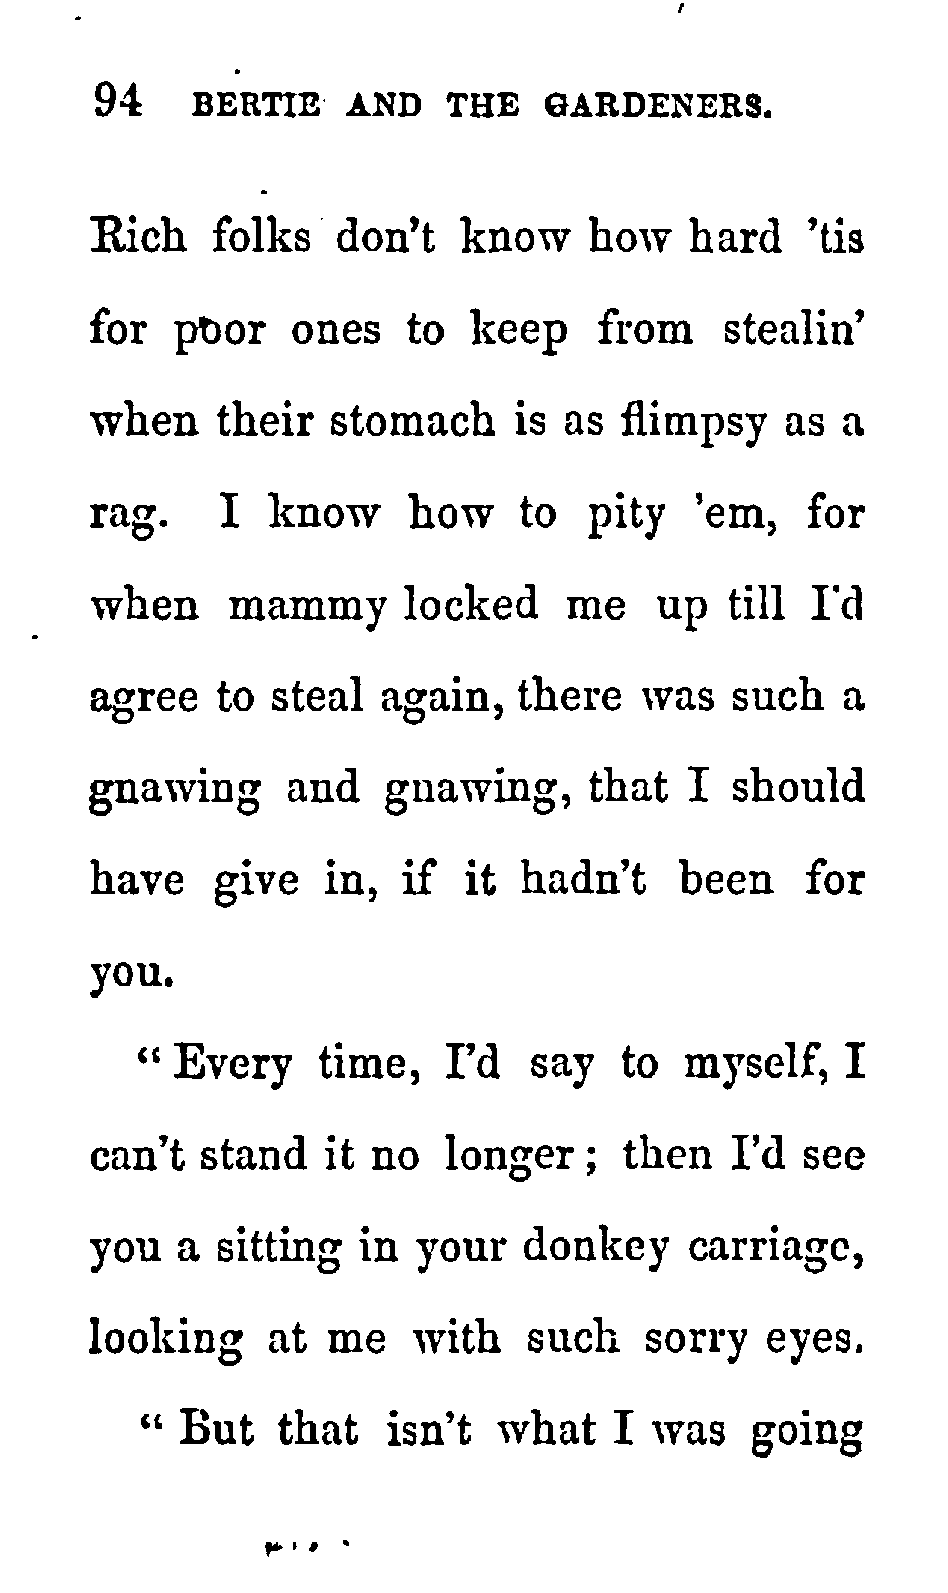 94 BERTIE AND THE GARDENERS.
Rich folks don't know how hard 'tis
for poor ones to keep from stealin'
when their stomach is as flimpsy as a
rag. I know how to pity 'em, for
when mammy locked me up till I'd
agree to steal again, there was such a
gnawing and gnawing, that I should
have give in, if it hadn't been for
you.
“ Every time, I'd say to myself, I
can't stand it no longer ; then I'd see
you a sitting in your donkey carriage,
looking at me with such sorry eyes.
“ But that isn't what I was going